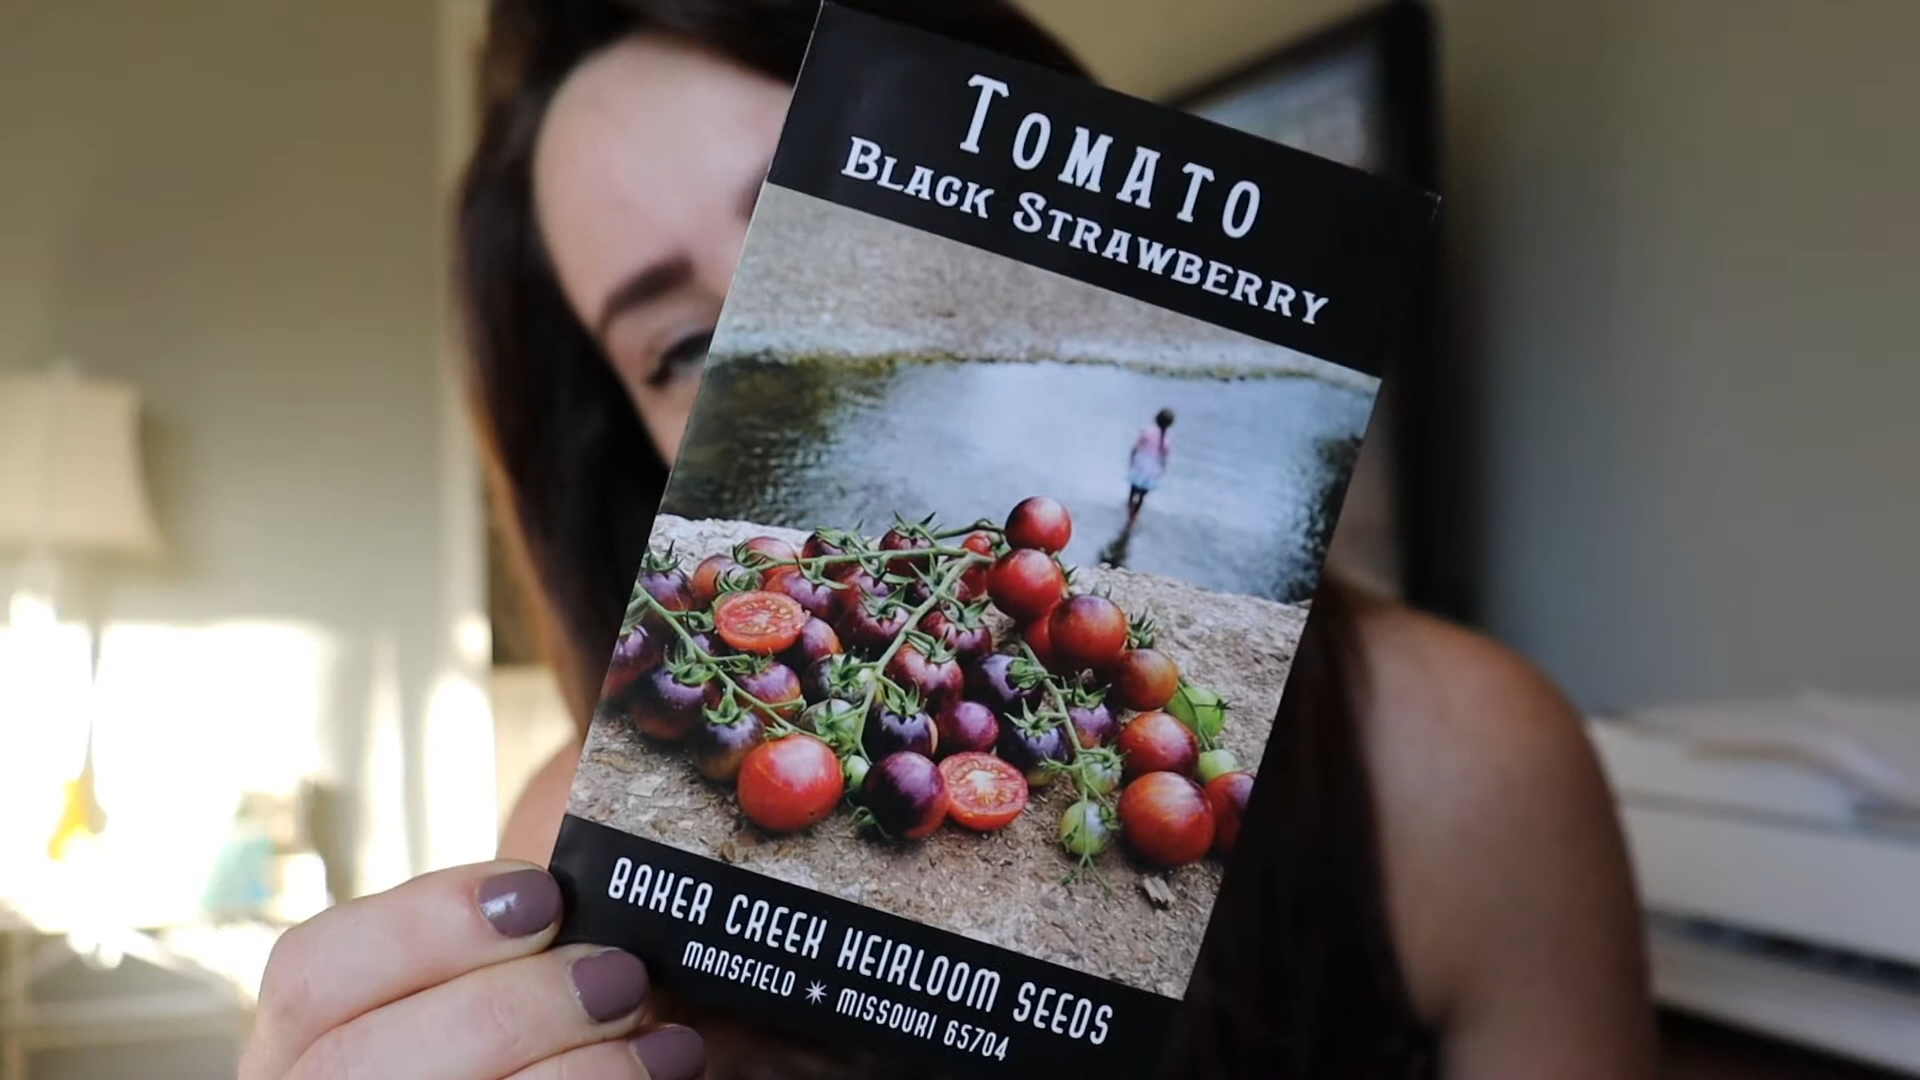 TOMATO
BLACK STRAWBERRY
BAKER CREEK HEIRLOOM SEEDS
MANSFIELD ✴ MISSOURI 65704